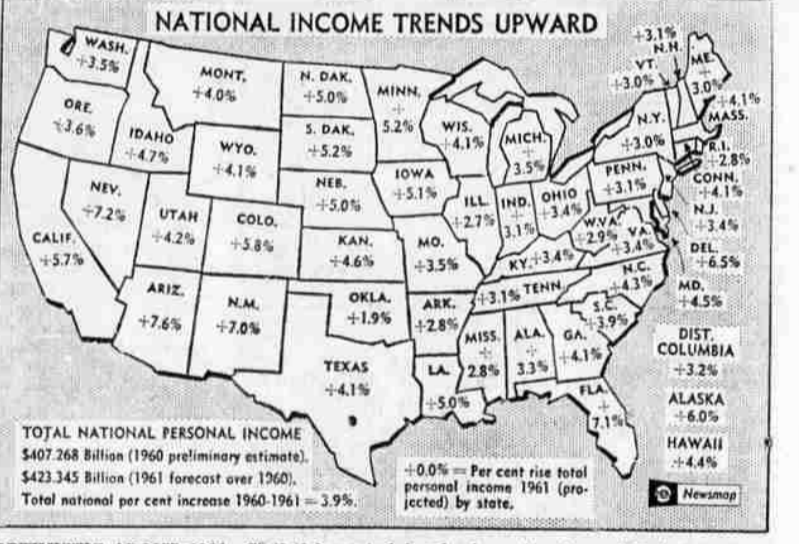 NATIONAL INCOME TRENDS UPWARD
WASH.
+3.5%
ORE.
+3.6%
IDAHO
+4.7%
MONT.
+4.0%
WYO.
+4.1%
NEV.
+7.2%
UTAH
+4.2%
COLO.
+5.8%
CALIF.
+5.7%
ARIZ.
+7.6%
N.M.
+7.0%
N. DAK.
+5.0%
S. DAK.
+5.2%
NEB.
+5.0%
KAN.
+4.6%
OKLA.
+1.9%
TEXAS
+4.1%
MINN.
+
5.2%
IOWA
+5.1%
MO.
+3.5%
ARK.
+2.8%
LA.
+5.0%
WIS.
+4.1%
ILL.
+2.7%
MICH.
+
3.5%
IND.
+
3.1%
OHIO
+3.4%
KY. +3.4%
+3.1% TENN.
MISS.
+
2.8%
ALA.
+
3.3%
GA.
+4.1%
FLA.
+
7.1%
S.C.
+3.9%
N.C.
+4.3%
W.VA.
+2.9%
VA.
+3.4%
PENN.
+3.1%
N.Y.
+3.0%
+3.1%
N.H.
VT.
+3.0%
ME.
+
3.0%
+4.1%
MASS.
R.I.
+2.8%
CONN.
+4.1%
N.J.
+3.4%
DEL.
+6.5%
MD.
+4.5%
DIST.
COLUMBIA
+3.2%
ALASKA
+6.0%
HAWAII
+4.4%
TOTAL NATIONAL PERSONAL INCOME
$407.268 Billion (1960 preliminary estimate).
$423.345 Billion (1961 forecast over 1960).
Total national per cent increase 1960-1961 = 3.9%.
+0.0% = Per cent rise total
personal income 1961 (pro-
jected) by state.
Newsmap